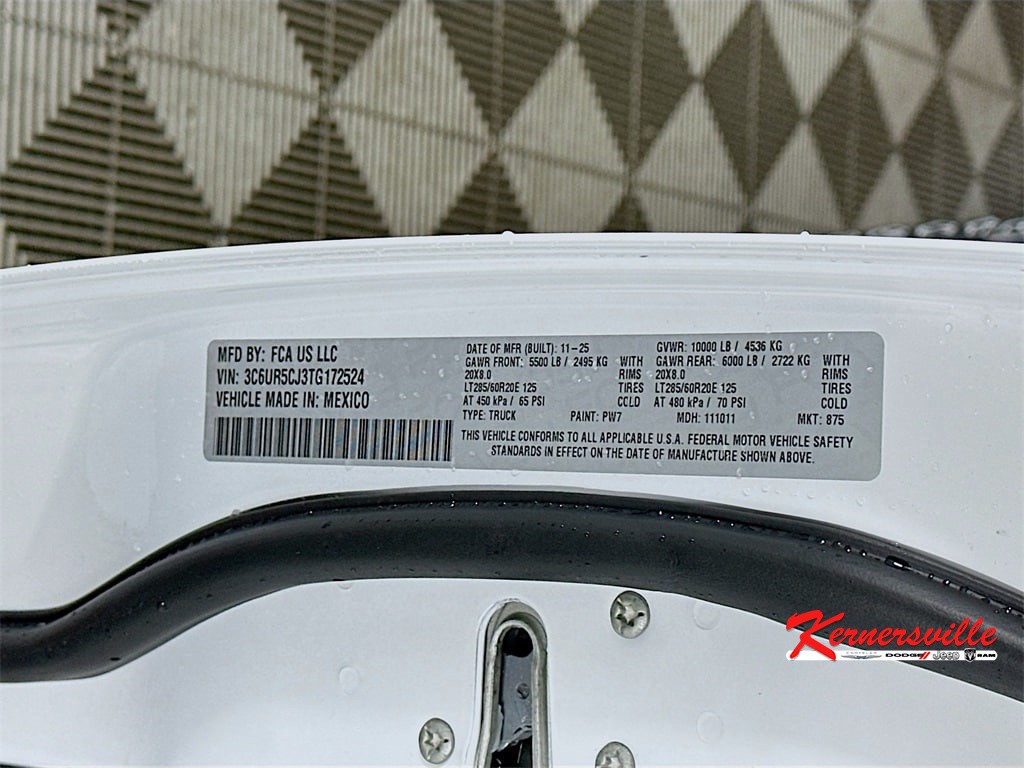 MFD BY: FCA US LLC
VIN: 3C6UR5CJ3TG172524
VEHICLE MADE IN: MEXICO
DATE OF MFR (BUILT): 11-25
GAWR FRONT: 5500 LB / 2495 KG WITH
20X8.0 RIMS
LT285/60R20E 125 TIRES
AT 450 kPa / 65 PSI COLD
TYPE: TRUCK PAINT: PW7
GVWR: 10000 LB / 4536 KG
GAWR REAR: 6000 LB / 2722 KG WITH
20X8.0 RIMS
LT285/60R20E 125 TIRES
AT 480 kPa / 70 PSI COLD
MDH: 111011 MKT: 875
THIS VEHICLE CONFORMS TO ALL APPLICABLE U.S.A. FEDERAL MOTOR VEHICLE SAFETY
STANDARDS IN EFFECT ON THE DATE OF MANUFACTURE SHOWN ABOVE.
Kernersville
CHRYSLER DODGE Jeep RAM